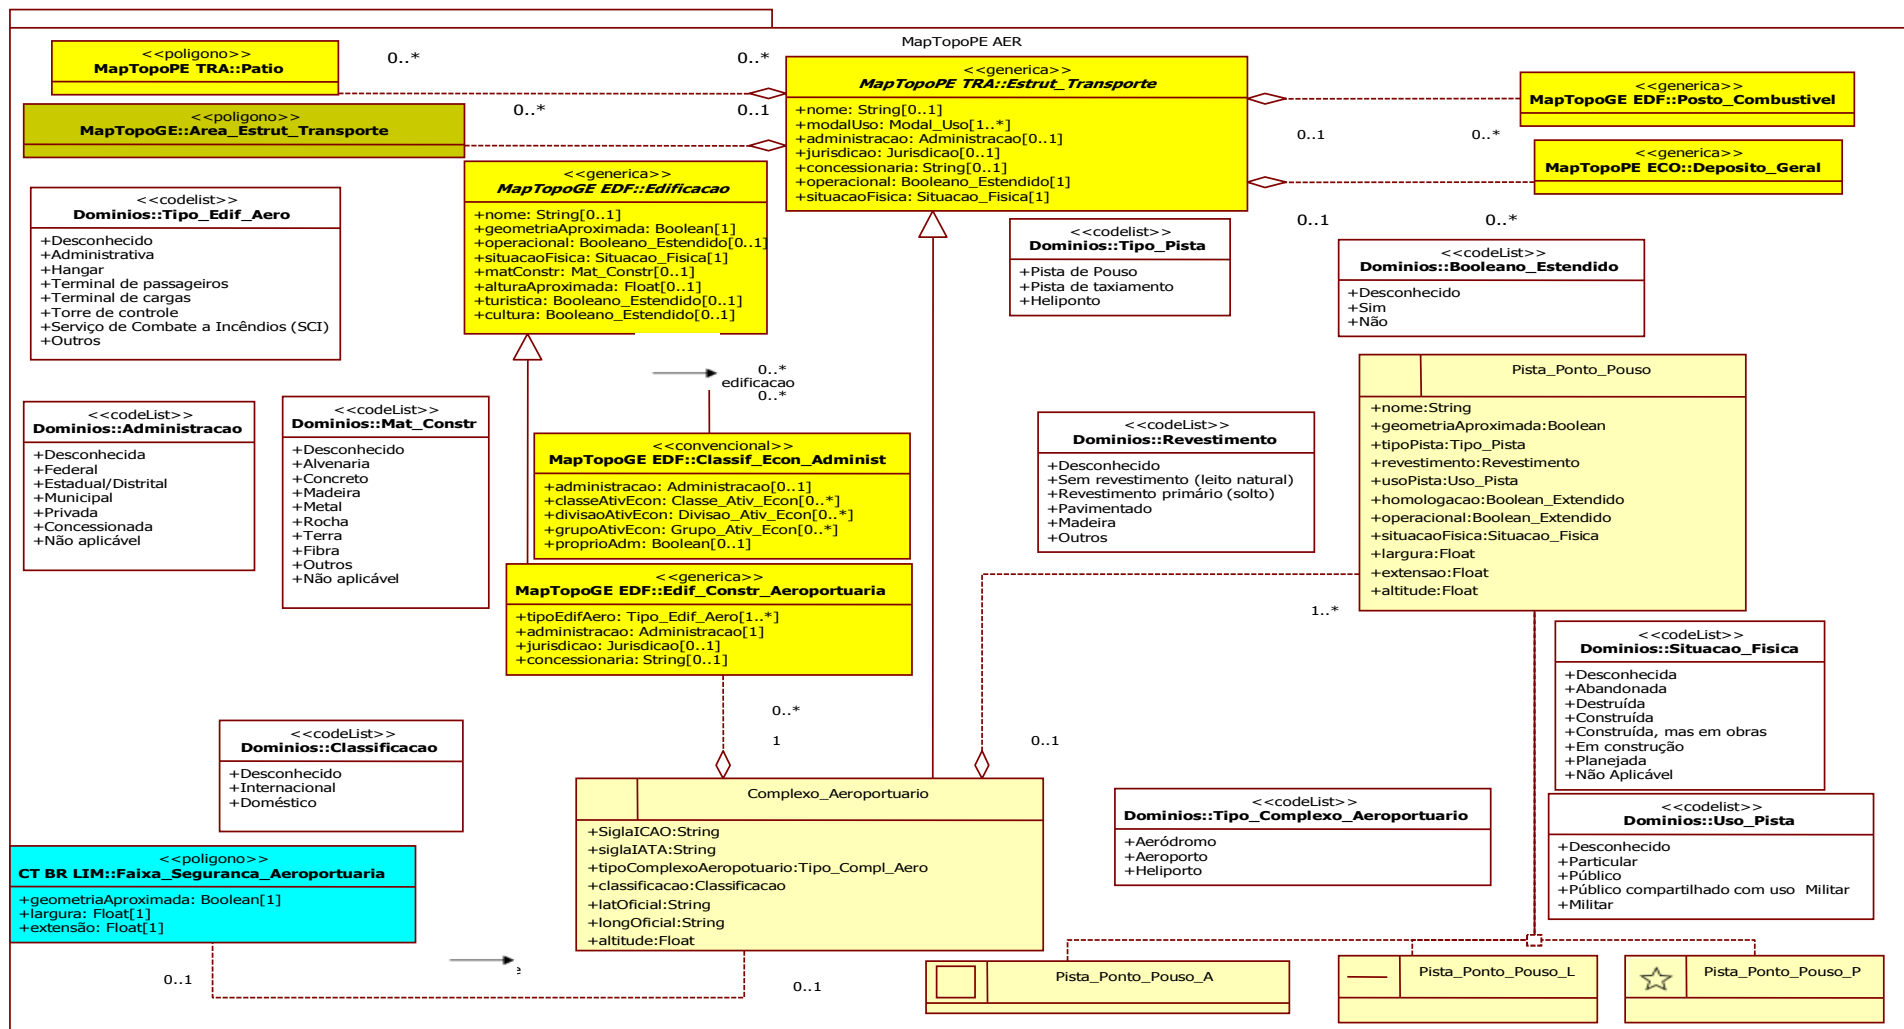 MapTopoPE AER
<<poligono>>
MapTopoPE TRA::Patio
0..*
0..*
<<generica>>
MapTopoPE TRA::Estrut_Transporte
+nome: String[0..1]
+modalUso: Modal_Uso[1..*]
+administracao: Administracao[0..1]
+jurisdicao: Jurisdicao[0..1]
+concessionaria: String[0..1]
+operacional: Booleano_Estendido[1]
+situacaoFisica: Situacao_Fisica[1]
<<generica>>
MapTopoGE EDF::Posto_Combustivel
0..1
0..*
<<poligono>>
MapTopoGE::Area_Estrut_Transporte
0..*
0..1
<<generica>>
MapTopoPE ECO::Deposito_Geral
0..1
0..*
<<generica>>
MapTopoGE EDF::Edificacao
+nome: String[0..1]
+geometriaAproximada: Boolean[1]
+operacional: Booleano_Estendido[0..1]
+situacaoFisica: Situacao_Fisica[1]
+matConstr: Mat_Constr[0..1]
+alturaAproximada: Float[0..1]
+turistica: Booleano_Estendido[0..1]
+cultura: Booleano_Estendido[0..1]
<<codelist>>
Dominios::Tipo_Edif_Aero
+Desconhecido
+Administrativa
+Hangar
+Terminal de passageiros
+Terminal de cargas
+Torre de controle
+Serviço de Combate a Incêndios (SCI)
+Outros
<<codelist>>
Dominios::Tipo_Pista
+Pista de Pouso
+Pista de taxiamento
+Heliponto
<<codeList>>
Dominios::Booleano_Estendido
+Desconhecido
+Sim
+Não
0..*
edificacao
0..*
Pista_Ponto_Pouso
+nome:String
+geometriaAproximada:Boolean
+tipoPista:Tipo_Pista
+revestimento:Revestimento
+usoPista:Uso_Pista
+homologacao:Boolean_Extendido
+operacional:Boolean_Extendido
+situacaoFisica:Situacao_Fisica
+largura:Float
+extensao:Float
+altitude:Float
<<codeList>>
Dominios::Administracao
+Desconhecida
+Federal
+Estadual/Distrital
+Municipal
+Privada
+Concessionada
+Não aplicável
<<codeList>>
Dominios::Mat_Constr
+Desconhecido
+Alvenaria
+Concreto
+Madeira
+Metal
+Rocha
+Terra
+Fibra
+Outros
+Não aplicável
<<convencional>>
MapTopoGE EDF::Classif_Econ_Administ
+administracao: Administracao[0..1]
+classeAtivEcon: Classe_Ativ_Econ[0..*]
+divisaoAtivEcon: Divisao_Ativ_Econ[0..*]
+grupoAtivEcon: Grupo_Ativ_Econ[0..*]
+proprioAdm: Boolean[0..1]
<<codeList>>
Dominios::Revestimento
+Desconhecido
+Sem revestimento (leito natural)
+Revestimento primário (solto)
+Pavimentado
+Madeira
+Outros
<<generica>>
MapTopoGE EDF::Edif_Constr_Aeroportuaria
+tipoEdifAero: Tipo_Edif_Aero[1..*]
+administracao: Administracao[1]
+jurisdicao: Jurisdicao[0..1]
+concessionaria: String[0..1]
1..*
<<codeList>>
Dominios::Situacao_Fisica
+Desconhecida
+Abandonada
+Destruída
+Construída
+Construída, mas em obras
+Em construção
+Planejada
+Não Aplicável
0..*
1
0..1
<<codeList>>
Dominios::Classificacao
+Desconhecido
+Internacional
+Doméstico
Complexo_Aeroportuario
+SiglaICAO:String
+siglaIATA:String
+tipoComplexoAeropotuario:Tipo_Compl_Aero
+classificacao:Classificacao
+latOficial:String
+longOficial:String
+altitude:Float
<<codeList>>
Dominios::Tipo_Complexo_Aeroportuario
+Aeródromo
+Aeroporto
+Heliporto
<<codelist>>
Dominios::Uso_Pista
+Desconhecido
+Particular
+Público
+Público compartilhado com uso  Militar
+Militar
<<poligono>>
CT BR LIM::Faixa_Seguranca_Aeroportuaria
+geometriaAproximada: Boolean[1]
+largura: Float[1]
+extensão: Float[1]
0..1
0..1
Pista_Ponto_Pouso_A
Pista_Ponto_Pouso_L
Pista_Ponto_Pouso_P